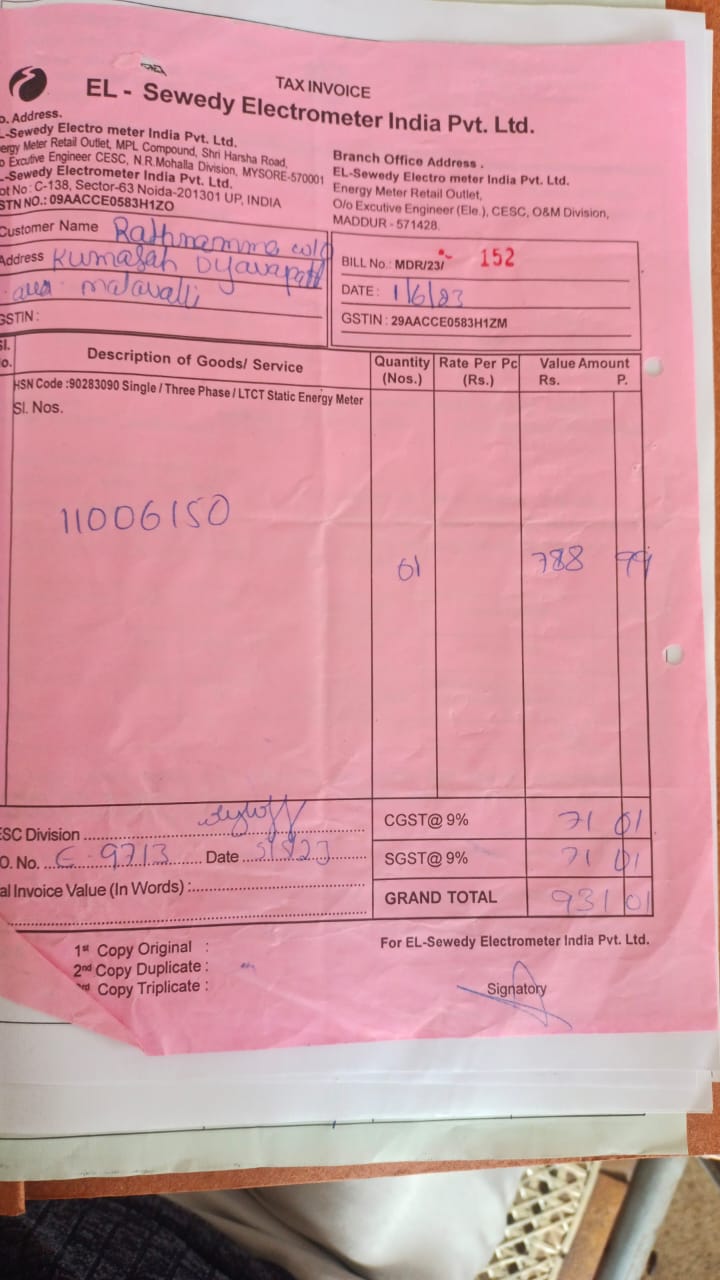 TAX INVOICE
EL - Sewedy Electrometer India Pvt. Ltd.
o. Address.
L-Sewedy Electro meter India Pvt. Ltd.
ergy Meter Retail Outlet, MPL Compound, Shri Harsha Road,
o Excutive Engineer CESC, N.R.Mohalla Division, MYSORE-570001
L-Sewedy Electrometer India Pvt. Ltd.
ot No : C-138, Sector-63 Noida-201301 UP, INDIA
STN NO.: 09AACCE0583H1ZO
Branch Office Address .
EL-Sewedy Electro meter India Pvt. Ltd.
Energy Meter Retail Outlet,
O/o Excutive Engineer (Ele.), CESC, O&M Division,
MADDUR - 571428.
Customer Name Rathnamma w/o
Address Kumasah
malavalli
GSTIN :
BILL No.: MDR/23/ 152
DATE : 1/6/23
GSTIN : 29AACCE0583H1ZM
Sl.
o.
Description of Goods/ Service
Quantity (Nos.)
Rate Per Pc (Rs.)
Value Amount
Rs. P.
HSN Code :90283090 Single / Three Phase / LTCT Static Energy Meter
Sl. Nos.
11006150
01
788 99
CGST@ 9% 71 01
SGST@ 9% 71 01
GRAND TOTAL 931 01
ESC Division
O. No. E-9713 Date
al Invoice Value (In Words) :
1st Copy Original :
2nd Copy Duplicate :
rd Copy Triplicate :
For EL-Sewedy Electrometer India Pvt. Ltd.
Signatory